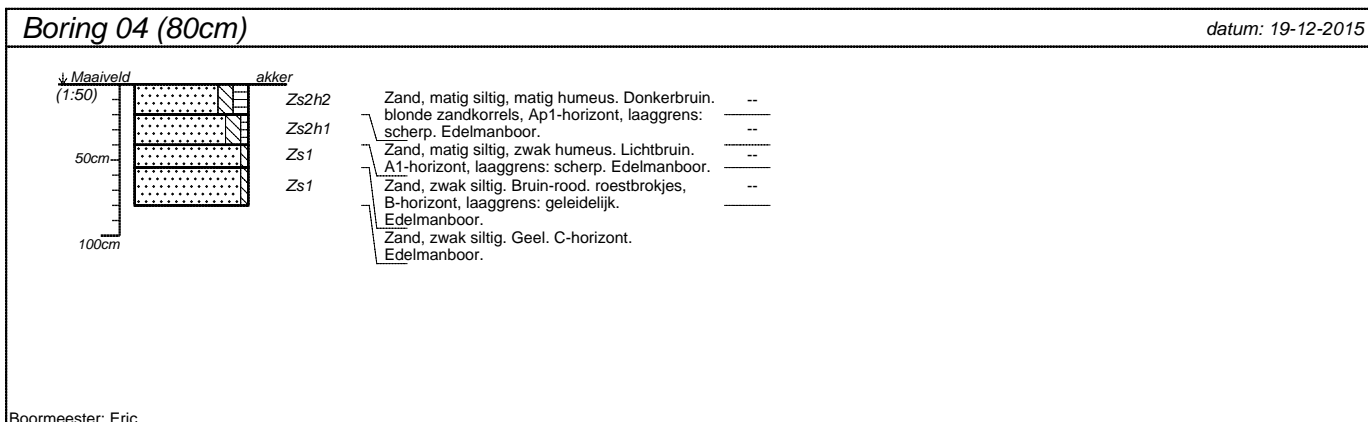 Boring 04 (80cm)
datum: 19-12-2015
Maaiveld
akker
(1:50)
50cm
100cm
Zs2h2
Zs2h1
Zs1
Zs1
Zand, matig siltig, matig humeus. Donkerbruin.
blonde zandkorrels, Ap1-horizont, laaggrens:
scherp. Edelmanboor.
Zand, matig siltig, zwak humeus. Lichtbruin.
A1-horizont, laaggrens: scherp. Edelmanboor.
Zand, zwak siltig. Bruin-rood. roestbrokjes,
B-horizont, laaggrens: geleidelijk.
Edelmanboor.
Zand, zwak siltig. Geel. C-horizont.
Edelmanboor.
--
--
--
--
Boormeester: Eric